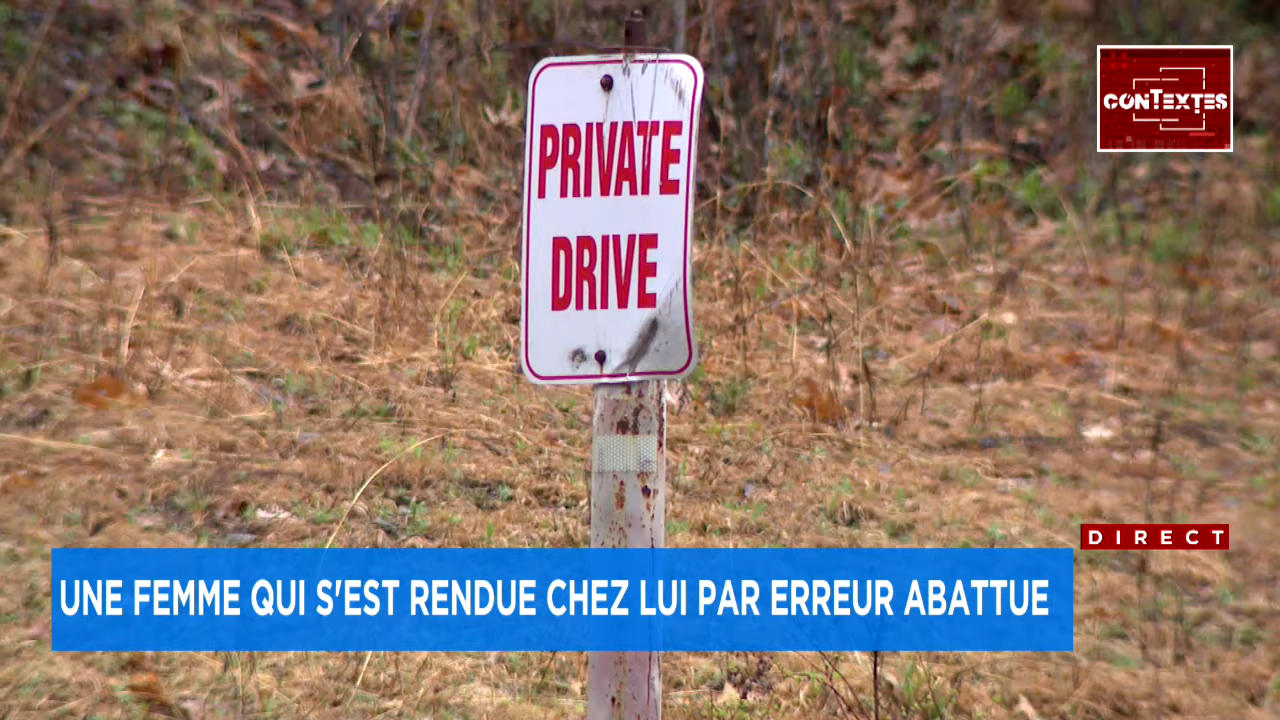 CONTEXTES
PRIVATE
DRIVE
DIRECT
UNE FEMME QUI S'EST RENDUE CHEZ LUI PAR ERREUR ABATTUE